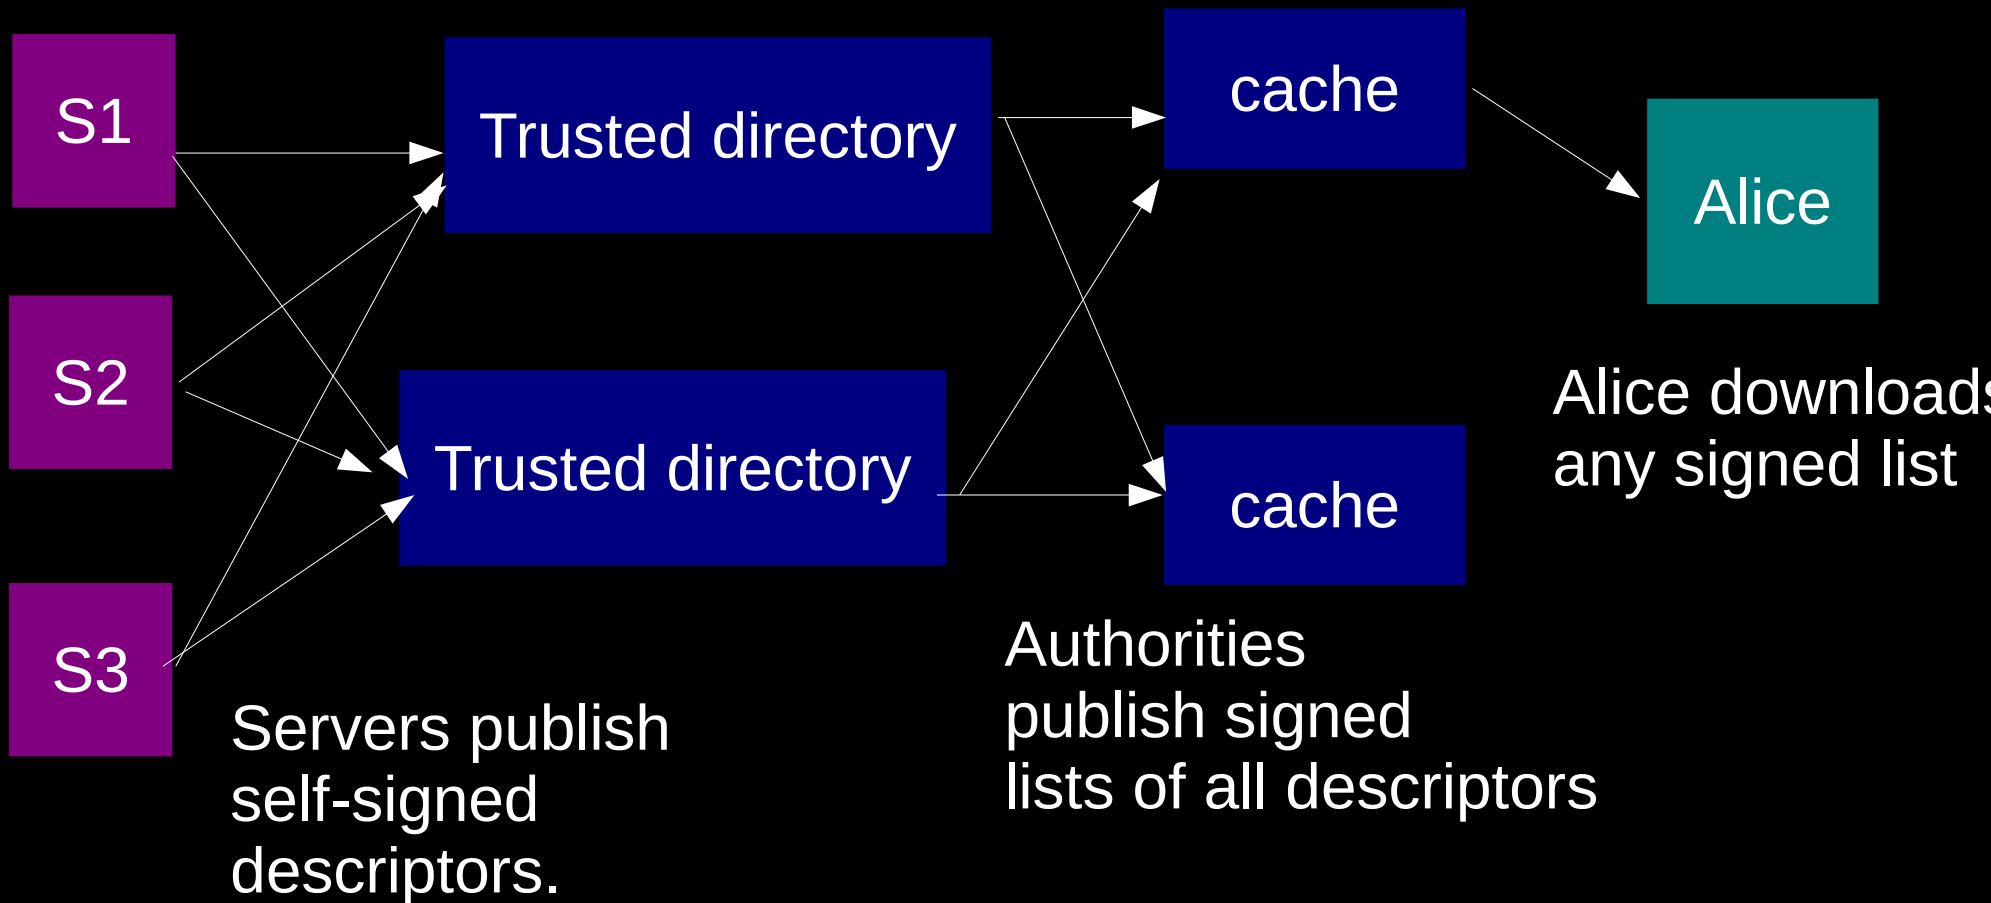 S1
Trusted directory
cache
Alice
S2
Trusted directory
cache
Alice downloads
any signed list
S3
Servers publish
self-signed
descriptors.
Authorities
publish signed
lists of all descriptors